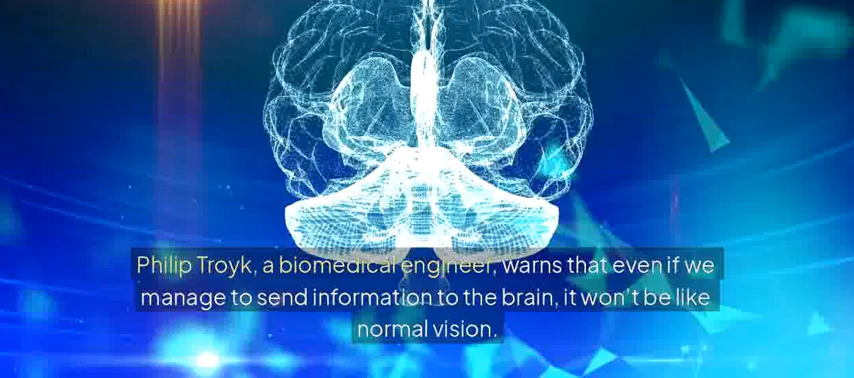 Philip Troyk, a biomedical engineer, warns that even if we
manage to send information to the brain, it won't be like
normal vision.